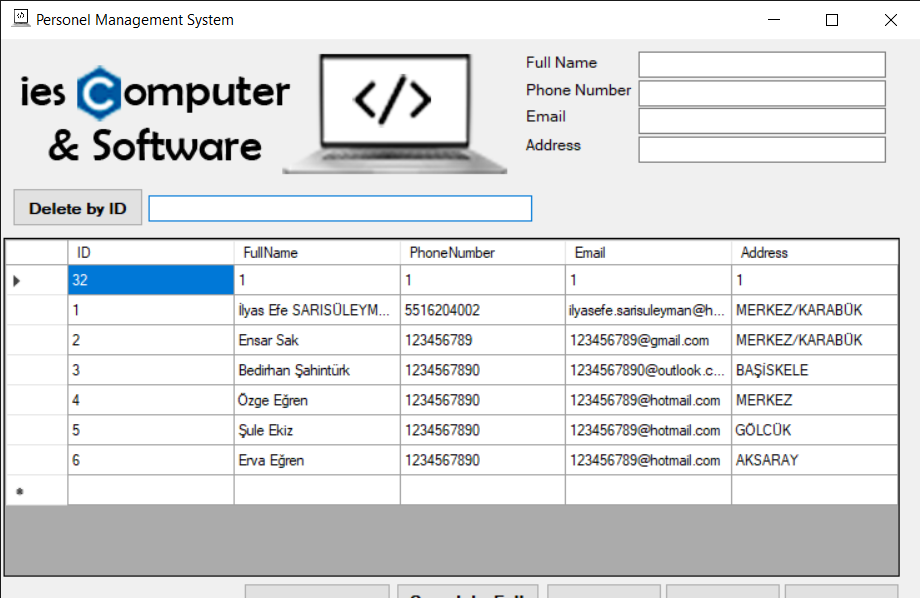 Personel Management System
ies Computer
& Software
</>
Full Name
Phone Number
Email
Address
Delete by ID
ID FullName PhoneNumber Email Address
32 1 1 1 1
1 İlyas Efe SARISÜLEYM... 5516204002 ilyasefe.sarisuleyman@h... MERKEZ/KARABÜK
2 Ensar Sak 123456789 123456789@gmail.com MERKEZ/KARABÜK
3 Bedirhan Şahintürk 1234567890 1234567890@outlook.c... BAŞİSKELE
4 Özge Eğren 1234567890 123456789@hotmail.com MERKEZ
5 Şule Ekiz 1234567890 123456789@hotmail.com GÖLCÜK
6 Erva Eğren 1234567890 123456789@hotmail.com AKSARAY